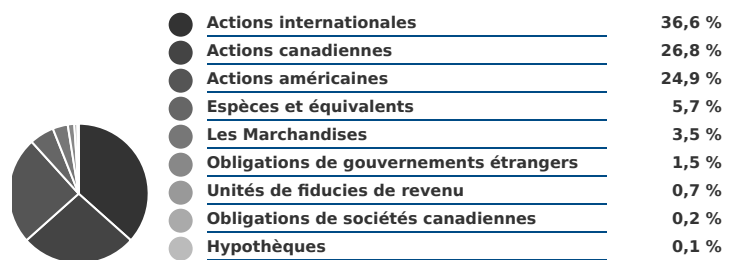 Actions internationales 36,6 %
Actions canadiennes 26,8 %
Actions américaines 24,9 %
Espèces et équivalents 5,7 %
Les Marchandises 3,5 %
Obligations de gouvernements étrangers 1,5 %
Unités de fiducies de revenu 0,7 %
Obligations de sociétés canadiennes 0,2 %
Hypothèques 0,1 %